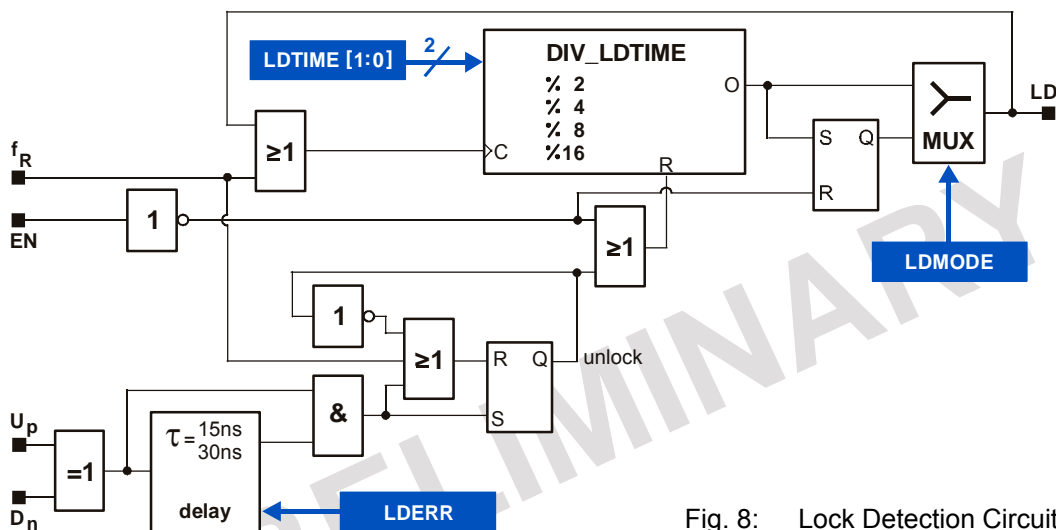 LDTIME [1:0]
2
DIV_LDTIME
% 2
% 4
% 8
%16
C
O
R
≥1
f_R
EN
1
S Q
R
MUX
LD
LDMODE
≥1
1
≥1
R Q
S
unlock
&
U_p
D_n
=1
τ = 15ns
30ns
delay
LDERR
PRELIMINARY
Fig. 8: Lock Detection Circuit